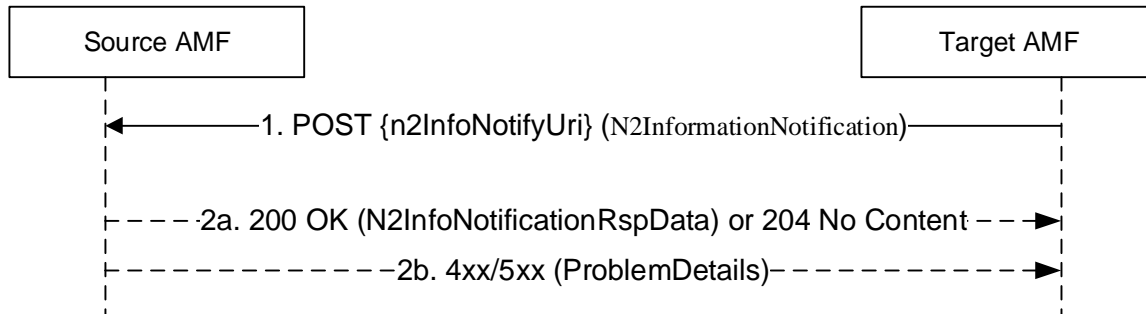 Source AMF
Target AMF
1. POST {n2InfoNotifyUri} (N2InformationNotification)
2a. 200 OK (N2InfoNotificationRspData) or 204 No Content
2b. 4xx/5xx (ProblemDetails)